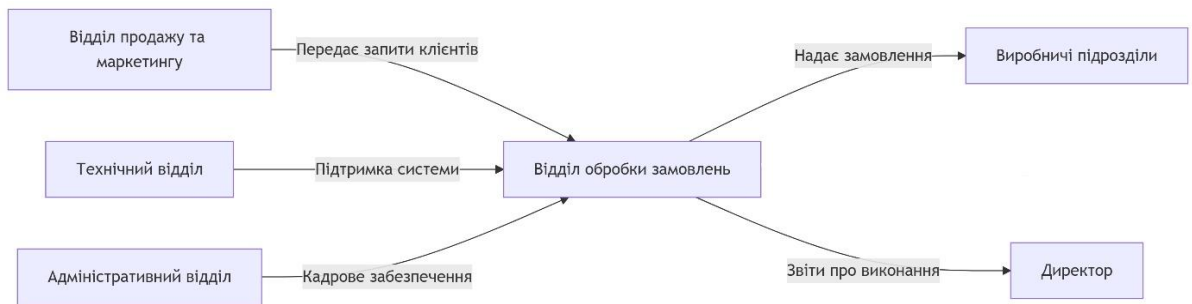 Відділ продажу та
маркетингу
Передає запити клієнтів
Надає замовлення
Виробничі підрозділи
Технічний відділ
Підтримка системи
Відділ обробки замовлень
Адміністративний відділ
Кадрове забезпечення
Звіти про виконання
Директор